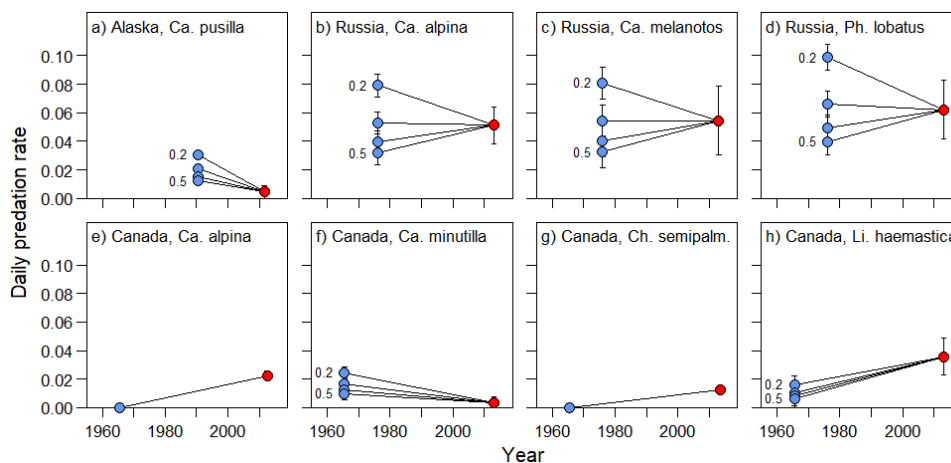 a) Alaska, Ca. pusilla
b) Russia, Ca. alpina
c) Russia, Ca. melanotos
d) Russia, Ph. lobatus
0.10
0.08
0.06
0.04
0.02
0.00
0.2
0.5
0.2
0.5
0.2
0.5
0.2
0.5
Daily predation rate
e) Canada, Ca. alpina
f) Canada, Ca. minutilla
g) Canada, Ch. semipalm.
h) Canada, Li. haemastica
0.10
0.08
0.06
0.04
0.02
0.00
0.2
0.5
0.2
0.5
1960 1980 2000
1960 1980 2000
1960 1980 2000
1960 1980 2000
Year